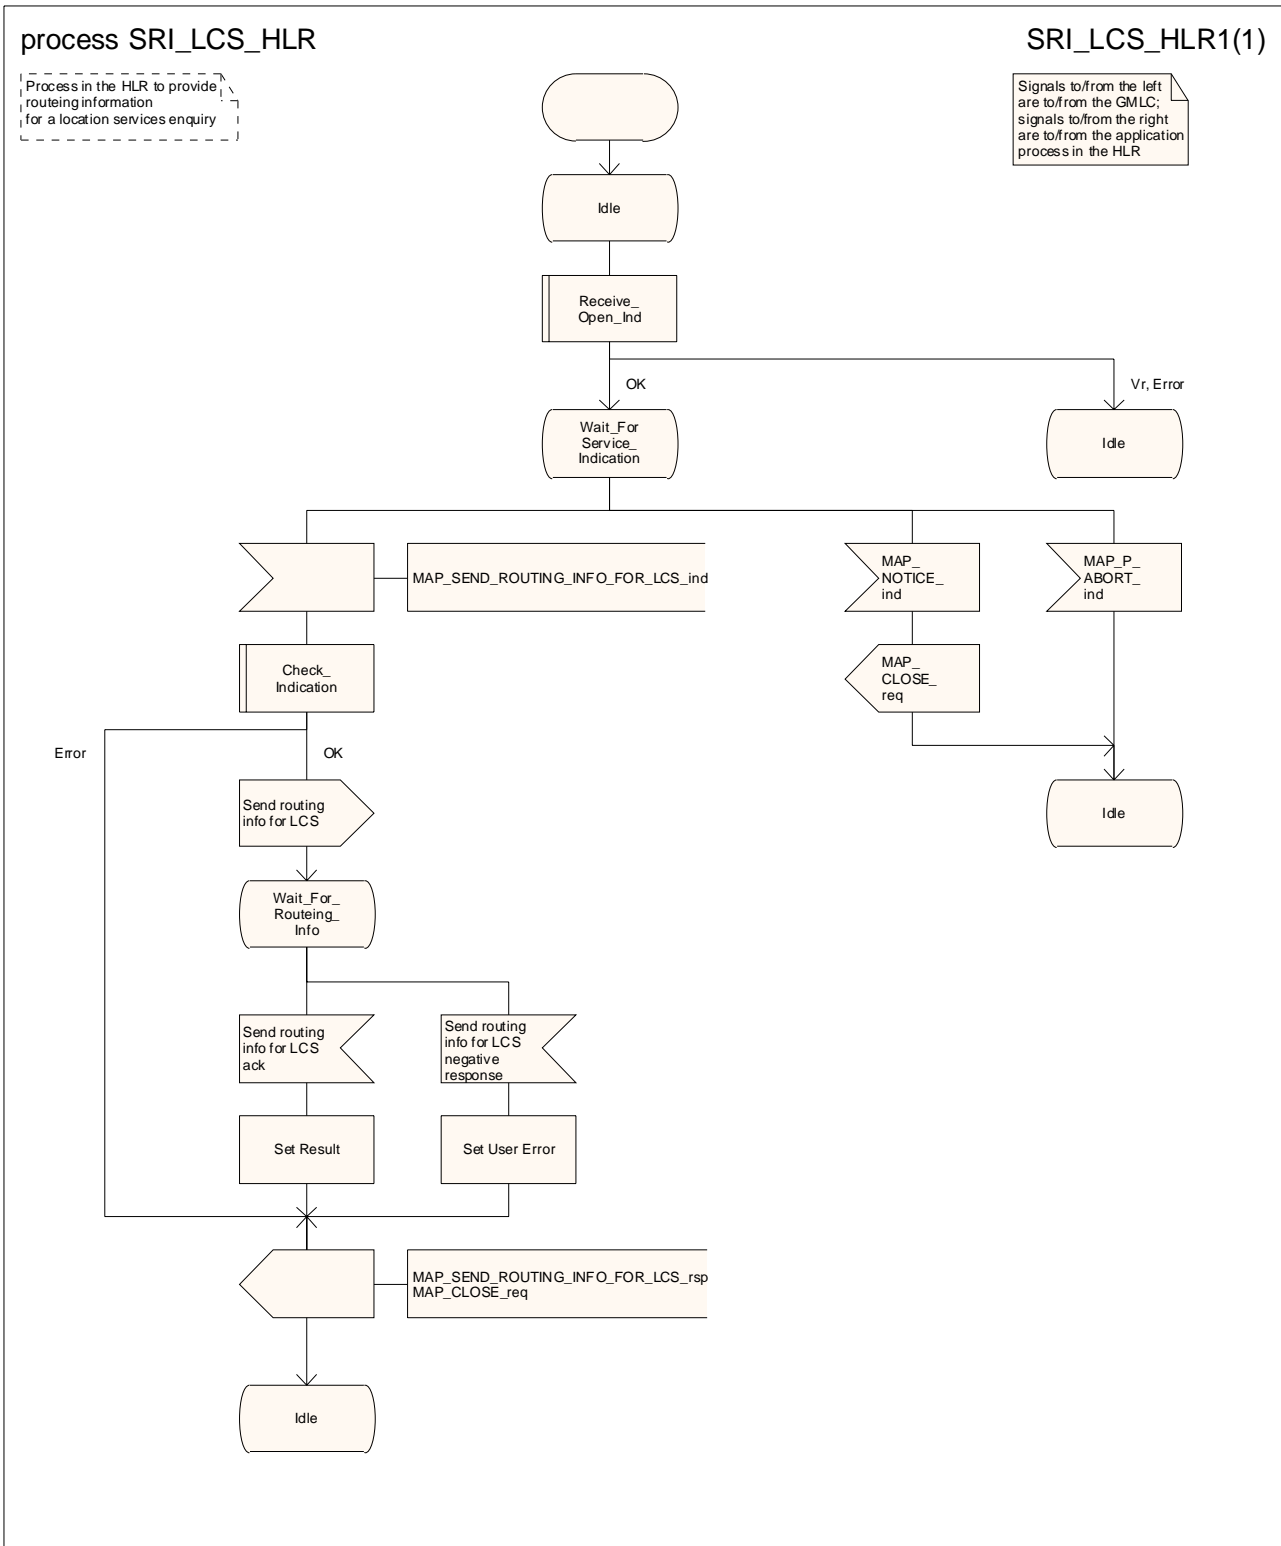 process SRI_LCS_HLR
SRI_LCS_HLR1(1)
Process in the HLR to provide
routeing information
for a location services enquiry
Signals to/from the left
are to/from the GMLC;
signals to/from the right
are to/from the application
process in the HLR
Idle
Receive_
Open_Ind
OK
Vr, Error
Wait_For
Service_
Indication
Idle
MAP_SEND_ROUTING_INFO_FOR_LCS_ind
MAP_
NOTICE_
ind
MAP_P_
ABORT_
ind
Check_
Indication
MAP_
CLOSE_
req
Error
OK
Send routing
info for LCS
Idle
Wait_For_
Routeing_
Info
Send routing
info for LCS
ack
Send routing
info for LCS
negative
response
Set Result
Set User Error
MAP_SEND_ROUTING_INFO_FOR_LCS_rsp
MAP_CLOSE_req
Idle